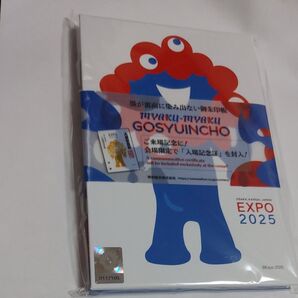 墨が裏面に染み出ない御朱印帳
MYAKU-MYAKU
GOSYUINCHO
ご来場記念に!
会場限定で「入場記念証」を封入!
A commemorative certificate
will be included exclusively at the venue.
OSAKA, KANSAI, JAPAN
EXPO
2025
©Expo 2025